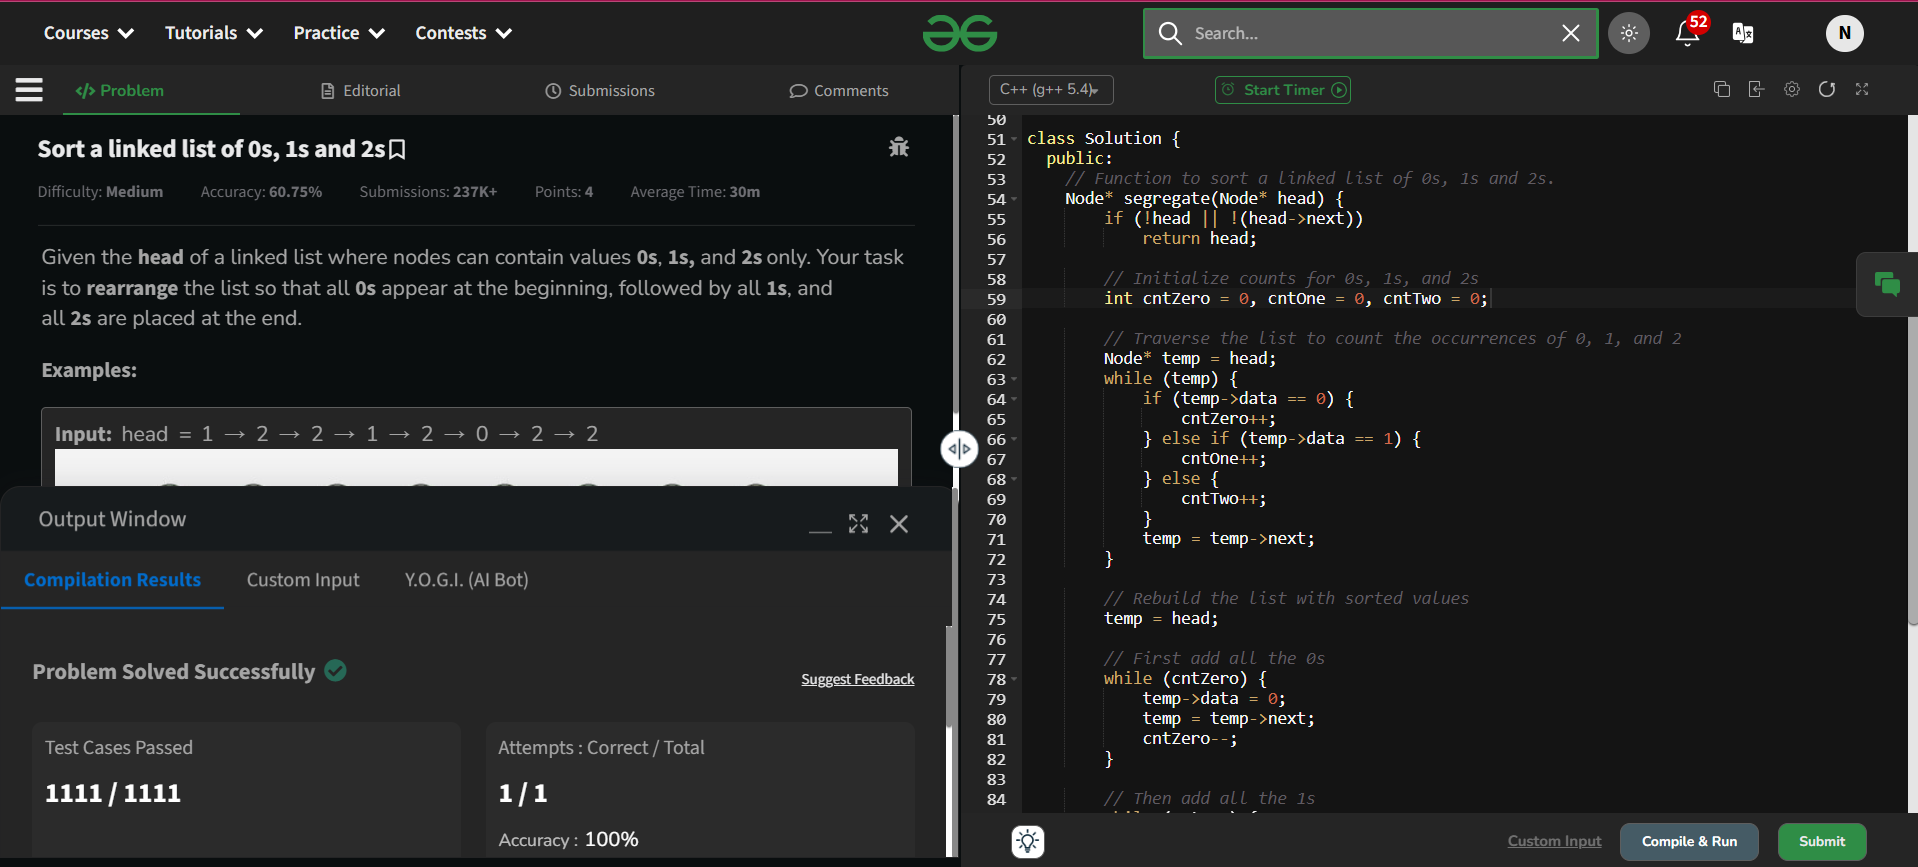 Courses Tutorials Practice Contests
Search...
52
N
</> Problem Editorial Submissions Comments
C++ (g++ 5.4) Start Timer
Sort a linked list of 0s, 1s and 2s
Difficulty: Medium Accuracy: 60.75% Submissions: 237K+ Points: 4 Average Time: 30m
Given the head of a linked list where nodes can contain values 0s, 1s, and 2s only. Your task
is to rearrange the list so that all 0s appear at the beginning, followed by all 1s, and
all 2s are placed at the end.
Examples:
Input: head = 1 → 2 → 2 → 1 → 2 → 0 → 2 → 2
Output Window
Compilation Results Custom Input Y.O.G.I. (AI Bot)
Problem Solved Successfully
Suggest Feedback
Test Cases Passed
1111 / 1111
Attempts : Correct / Total
1 / 1
Accuracy : 100%
50
51 class Solution {
52 public:
53 // Function to sort a linked list of 0s, 1s and 2s.
54 Node* segregate(Node* head) {
55 if (!head || !(head->next))
56 return head;
57
58 // Initialize counts for 0s, 1s, and 2s
59 int cntZero = 0, cntOne = 0, cntTwo = 0;
60
61 // Traverse the list to count the occurrences of 0, 1, and 2
62 Node* temp = head;
63 while (temp) {
64 if (temp->data == 0) {
65 cntZero++;
66 } else if (temp->data == 1) {
67 cntOne++;
68 } else {
69 cntTwo++;
70 }
71 temp = temp->next;
72 }
73
74 // Rebuild the list with sorted values
75 temp = head;
76
77 // First add all the 0s
78 while (cntZero) {
79 temp->data = 0;
80 temp = temp->next;
81 cntZero--;
82 }
83
84 // Then add all the 1s
Custom Input Compile & Run Submit